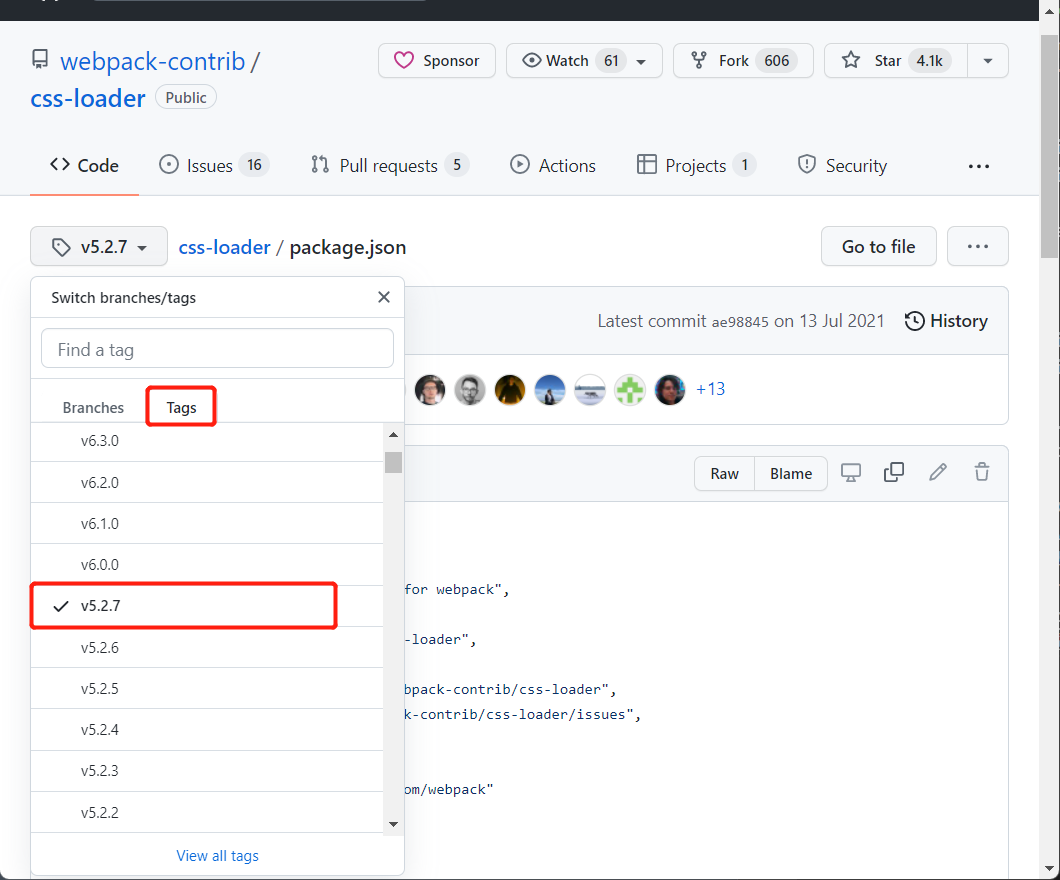 webpack-contrib /
css-loader Public
Sponsor Watch 61 Fork 606 Star 4.1k
Code Issues 16 Pull requests 5 Actions Projects 1 Security ...
v5.2.7 css-loader / package.json Go to file ...
Switch branches/tags
Find a tag
Branches Tags
v6.3.0
v6.2.0
v6.1.0
v6.0.0
v5.2.7
v5.2.6
v5.2.5
v5.2.4
v5.2.3
v5.2.2
View all tags
Latest commit ae98845 on 13 Jul 2021 History
+13
Raw Blame
for webpack",
-loader",
bpack-contrib/css-loader",
k-contrib/css-loader/issues",
om/webpack"